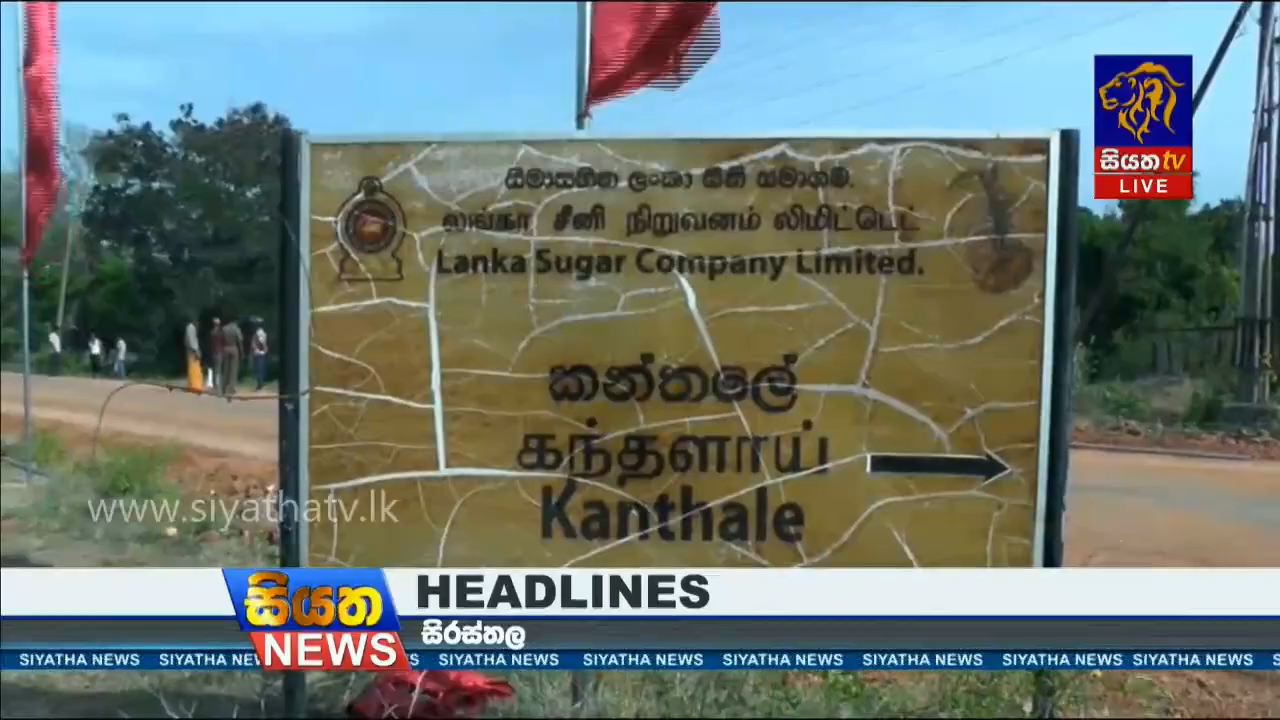 සියත tv
LIVE
සීමාසහිත ලංකා සීනි සමාගම.
லங்கா சீனி நிறுவனம் லிமிட்டெட்
Lanka Sugar Company Limited.
කන්තලේ
கந்தளாய்
Kanthale
www.siyathatv.lk
සියත
NEWS
HEADLINES
සිරස්තල
SIYATHA NEWS SIYATHA NEWS SIYATHA NEWS SIYATHA NEWS SIYATHA NEWS SIYATHA NEWS SIYATHA NEWS